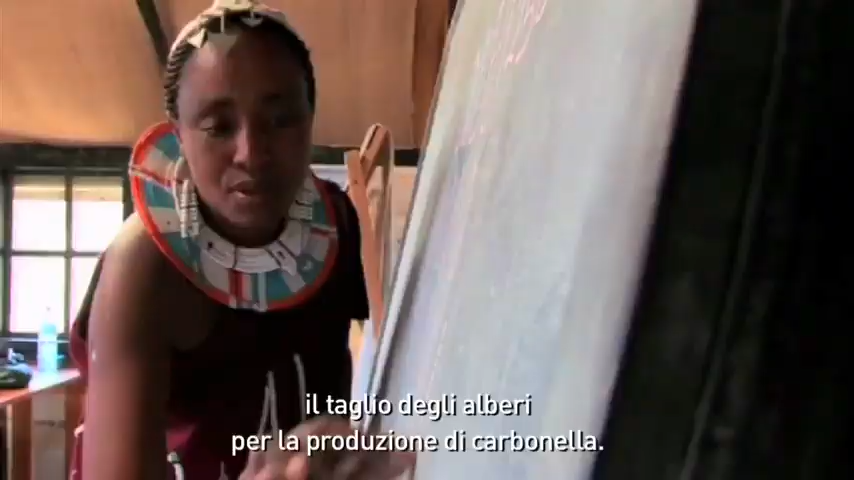 il taglio degli alberi
per la produzione di carbonella.